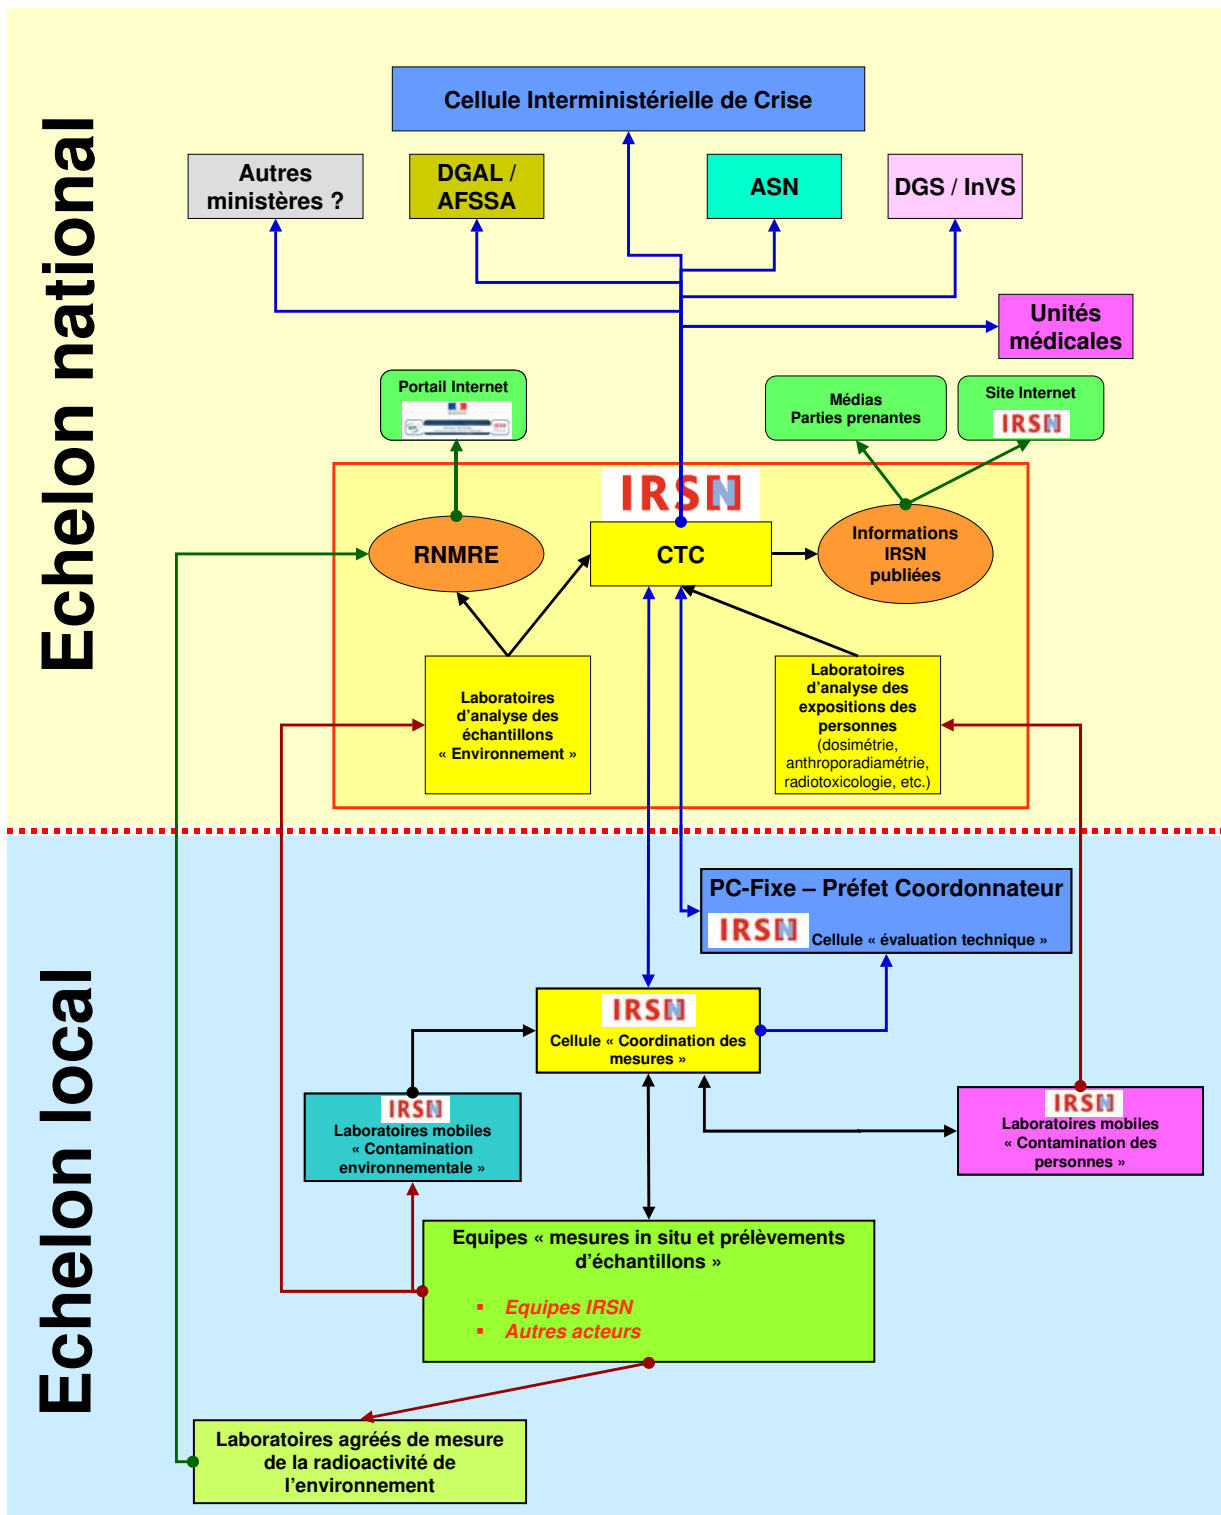 Echelon national
Cellule Interministérielle de Crise
Autres
ministères ?
DGAL /
AFSSA
ASN
DGS / InVS
Unités
médicales
Portail Internet
Médias
Parties prenantes
Site Internet
IRSN
IRSN
RNMRE
CTC
Informations
IRSN
publiées
Laboratoires
d'analyse des
échantillons
« Environnement »
Laboratoires
d'analyse des
expositions des
personnes
(dosimétrie,
anthroporadiamétrie,
radiotoxicologie, etc.)
Echelon local
PC-Fixe – Préfet Coordonnateur
IRSN Cellule « évaluation technique »
IRSN
Cellule « Coordination des
mesures »
IRSN
Laboratoires mobiles
« Contamination
environnementale »
IRSN
Laboratoires mobiles
« Contamination des
personnes »
Equipes « mesures in situ et prélèvements
d'échantillons »
▪ Equipes IRSN
▪ Autres acteurs
Laboratoires agréés de mesure
de la radioactivité de
l'environnement